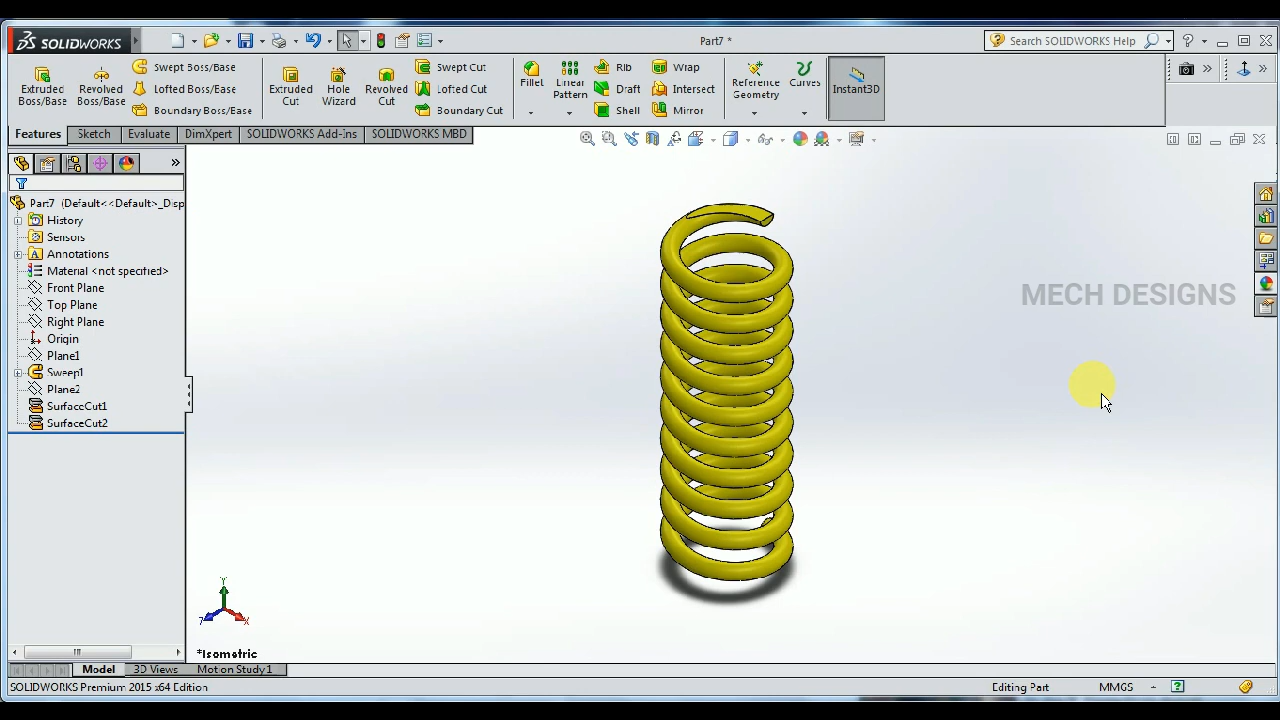 SOLIDWORKS
Part7 *
Search SOLIDWORKS Help
Extruded Boss/Base
Revolved Boss/Base
Swept Boss/Base
Lofted Boss/Base
Boundary Boss/Base
Extruded Cut
Hole Wizard
Revolved Cut
Swept Cut
Lofted Cut
Boundary Cut
Fillet
Linear Pattern
Rib
Draft
Shell
Wrap
Intersect
Mirror
Reference Geometry
Curves
Instant3D
Features
Sketch
Evaluate
DimXpert
SOLIDWORKS Add-Ins
SOLIDWORKS MBD
Part7 (Default<<Default>_Disp
History
Sensors
Annotations
Material <not specified>
Front Plane
Top Plane
Right Plane
Origin
Plane1
Sweep1
Plane2
SurfaceCut1
SurfaceCut2
MECH DESIGNS
Y
Z
X
*Isometric
Model
3D Views
Motion Study1
SOLIDWORKS Premium 2015 x64 Edition
Editing Part
MMGS